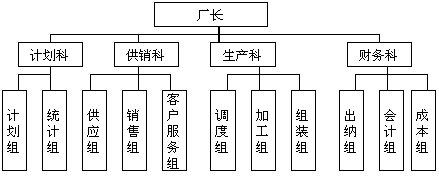 厂长
计划科
供销科
生产科
财务科
计划组
统计组
供应组
销售组
客户服务组
调度组
加工组
组装组
出纳组
会计组
成本组